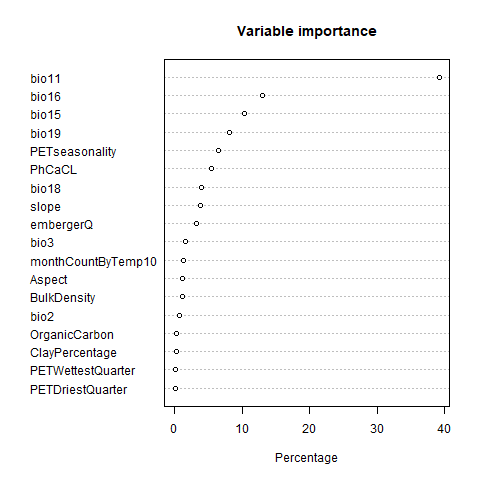 Variable importance
bio11
bio16
bio15
bio19
PETseasonality
PhCaCL
bio18
slope
embergerQ
bio3
monthCountByTemp10
Aspect
BulkDensity
bio2
OrganicCarbon
ClayPercentage
PETWettestQuarter
PETDriestQuarter
0 10 20 30 40
Percentage